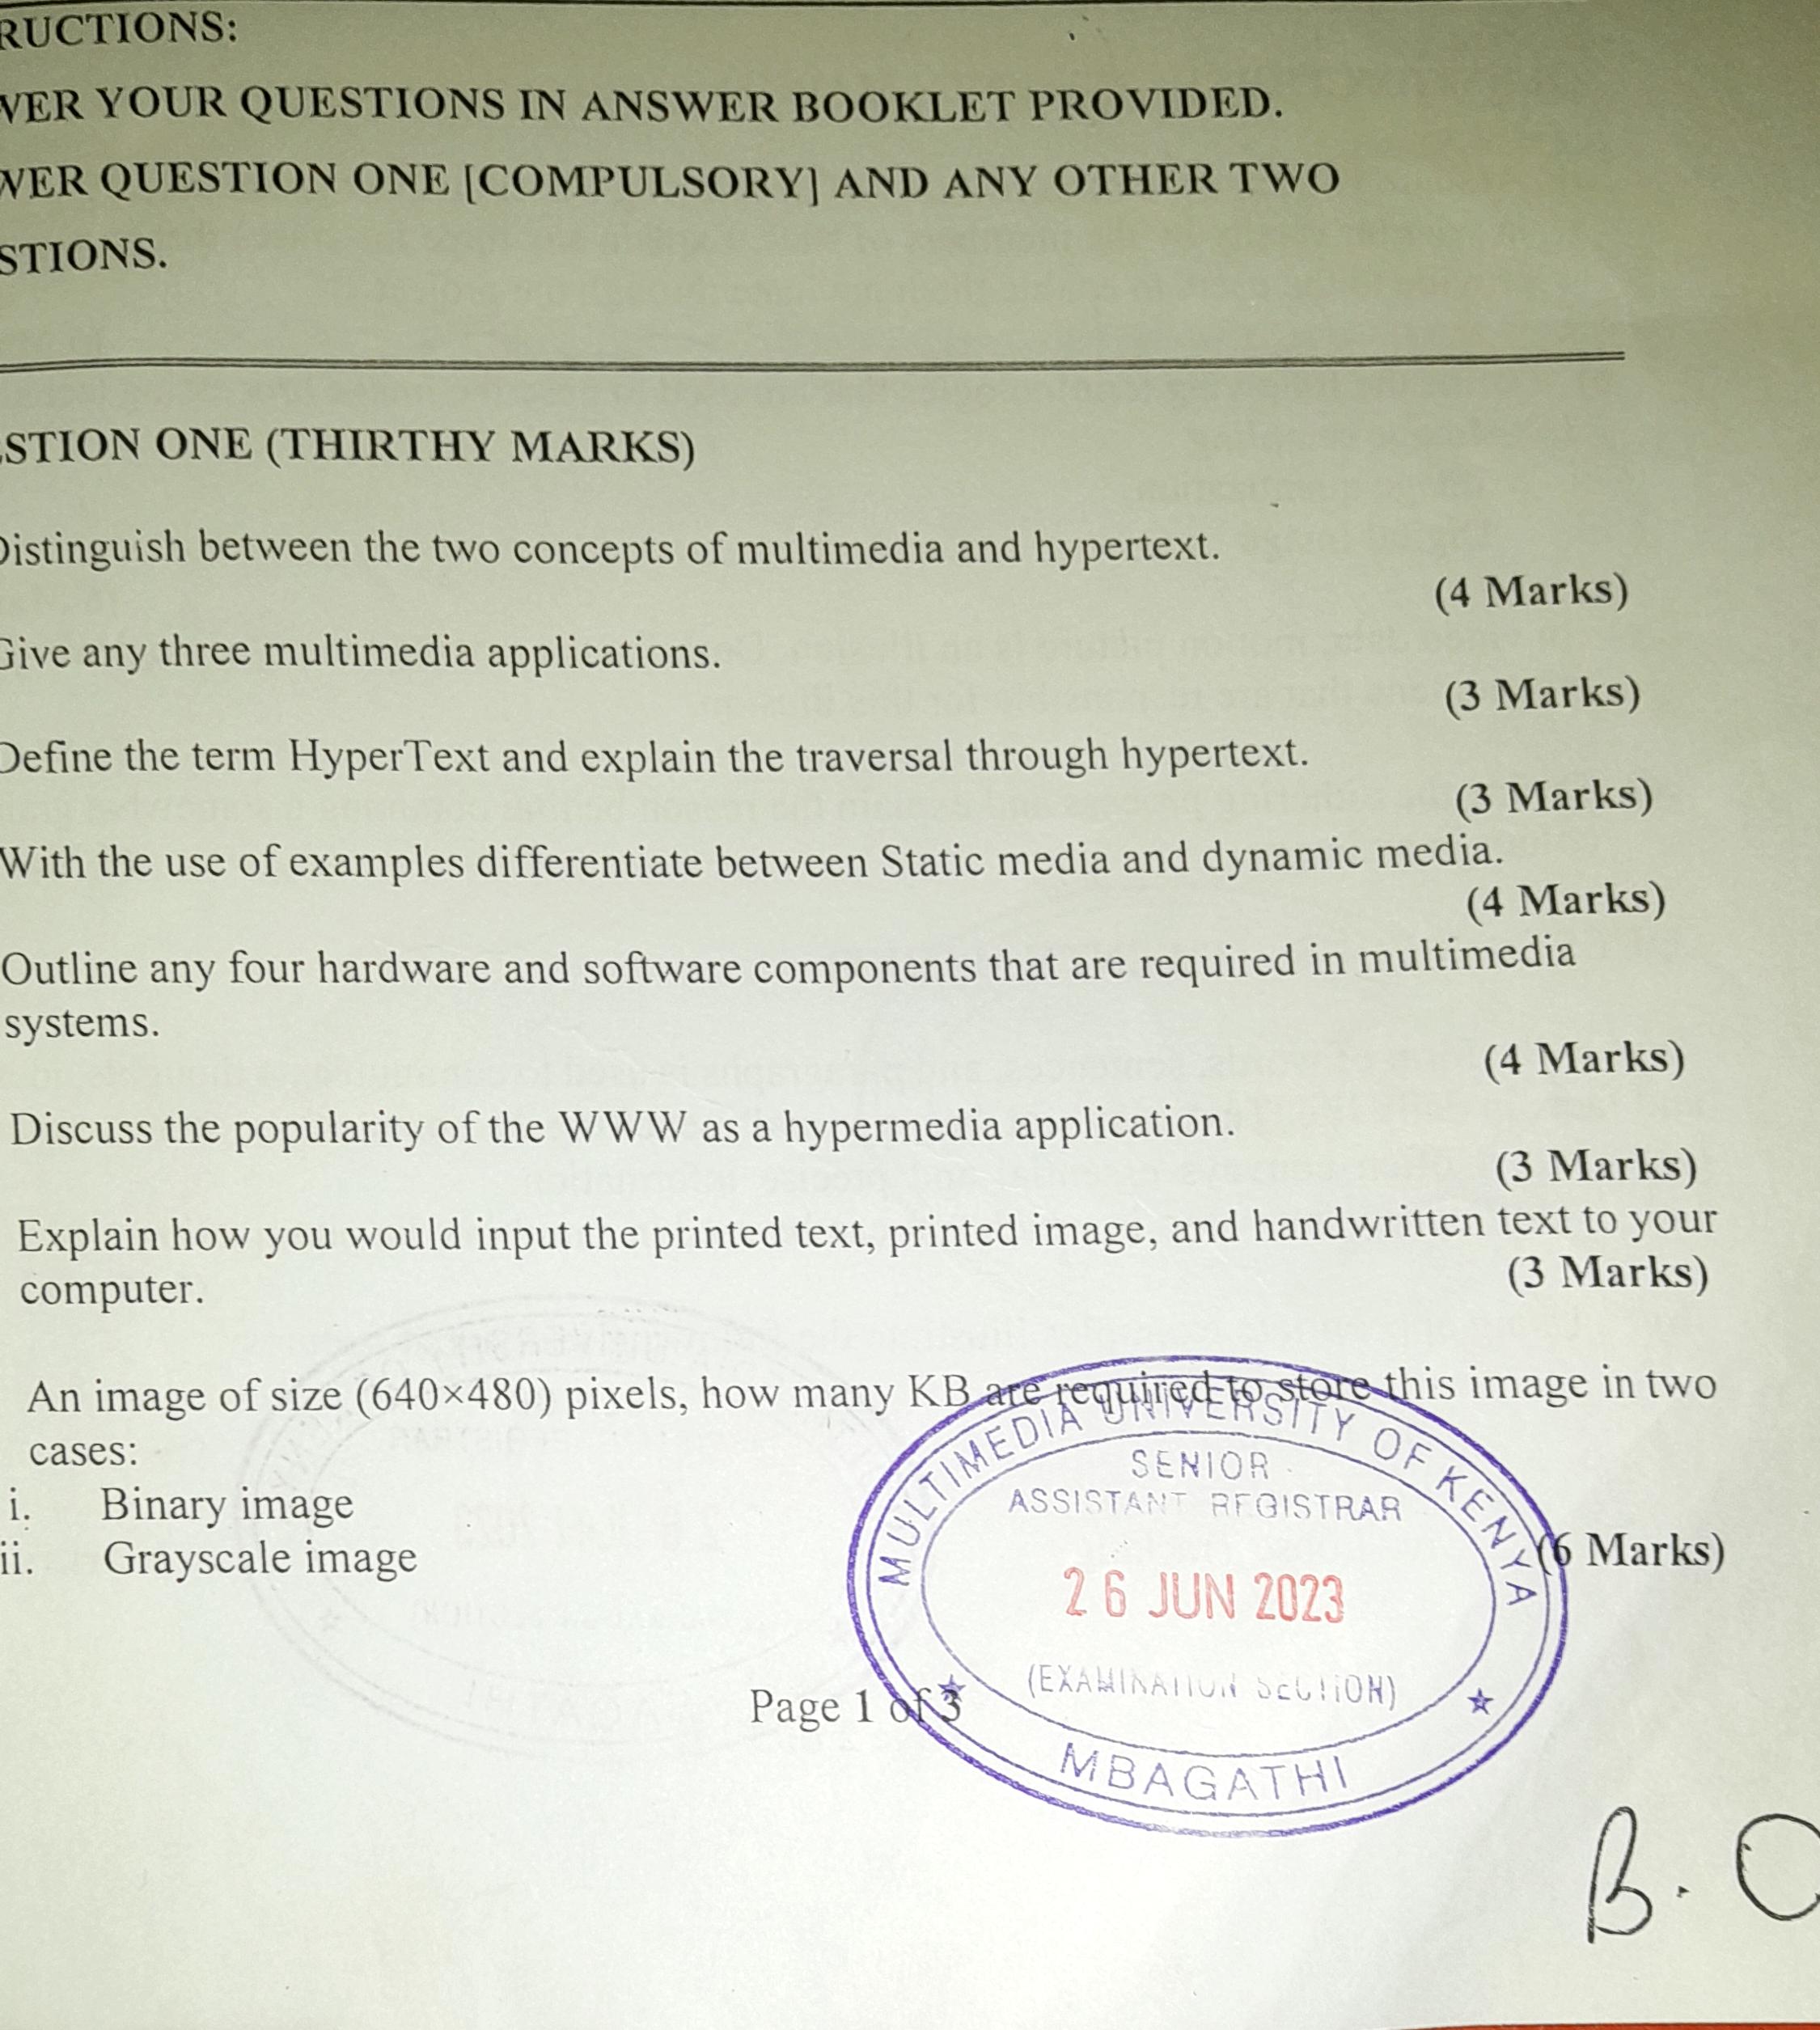 RUCTIONS:
VER YOUR QUESTIONS IN ANSWER BOOKLET PROVIDED.
WER QUESTION ONE [COMPULSORY] AND ANY OTHER TWO
STIONS.
STION ONE (THIRTHY MARKS)
Distinguish between the two concepts of multimedia and hypertext.
(4 Marks)
Give any three multimedia applications.
(3 Marks)
Define the term HyperText and explain the traversal through hypertext.
(3 Marks)
With the use of examples differentiate between Static media and dynamic media.
(4 Marks)
Outline any four hardware and software components that are required in multimedia
systems.
(4 Marks)
Discuss the popularity of the WWW as a hypermedia application.
(3 Marks)
Explain how you would input the printed text, printed image, and handwritten text to your
computer. (3 Marks)
An image of size (640×480) pixels, how many KB are required to store this image in two
cases:
i. Binary image
ii. Grayscale image (6 Marks)
MULTIMEDIA UNIVERSITY OF KENYA
SENIOR
ASSISTANT REGISTRAR
26 JUN 2023
(EXAMINATION SECTION)
MBAGATHI
Page 1 of 3
B.